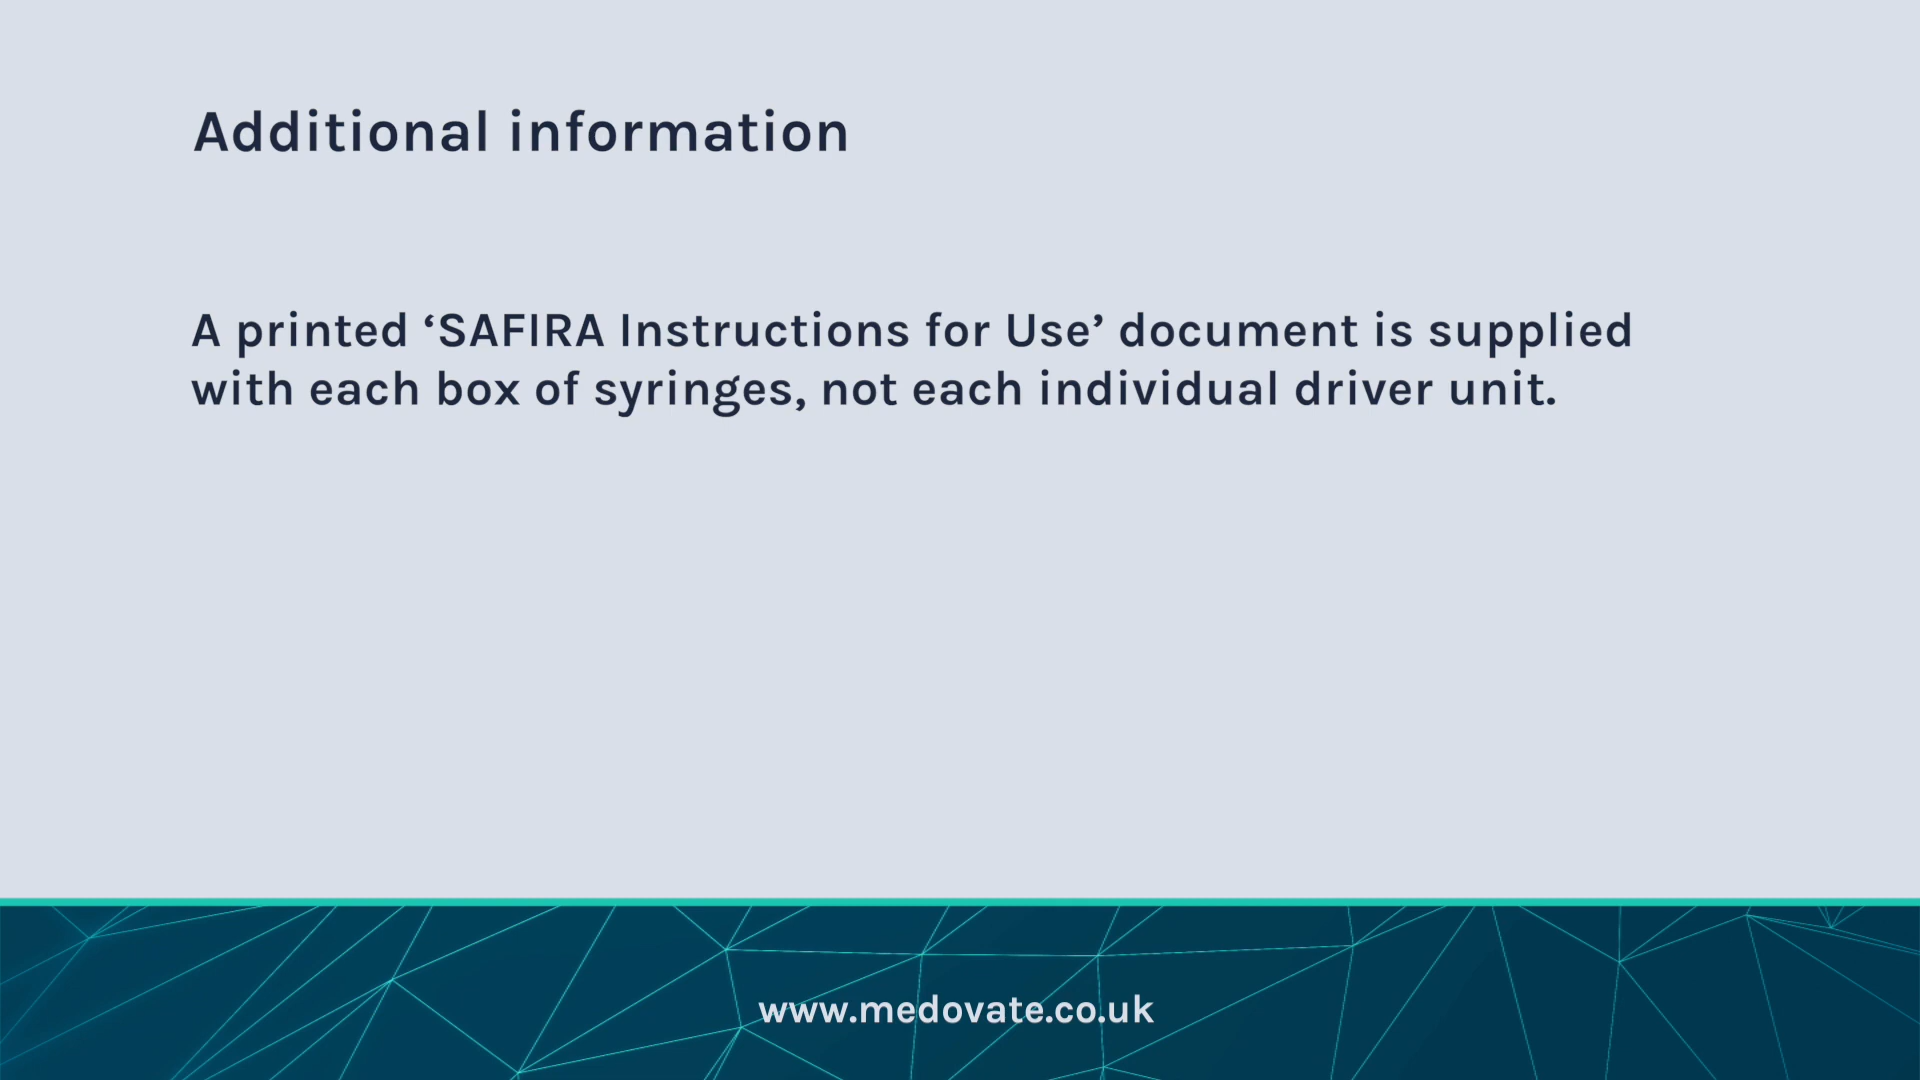 Additional information
A printed ‘SAFIRA Instructions for Use’ document is supplied
with each box of syringes, not each individual driver unit.
www.medovate.co.uk